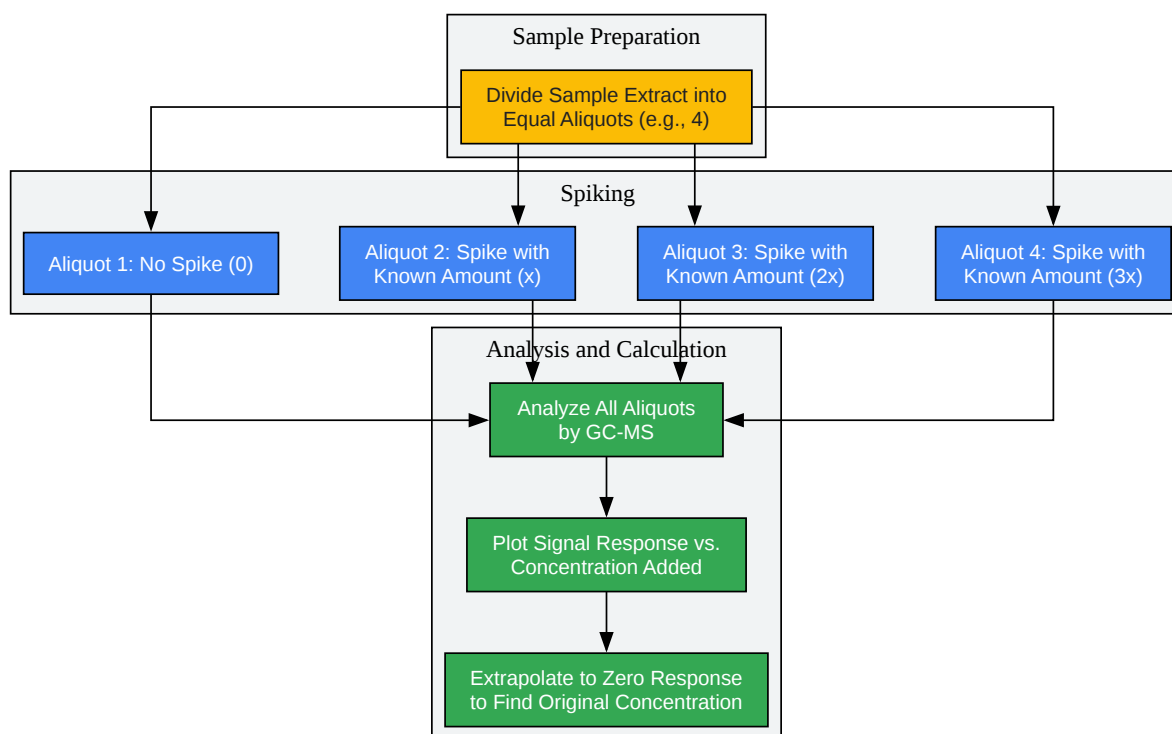 Sample Preparation
Divide Sample Extract into
Equal Aliquots (e.g., 4)
Spiking
Aliquot 1: No Spike (0)
Aliquot 2: Spike with
Known Amount (x)
Aliquot 3: Spike with
Known Amount (2x)
Aliquot 4: Spike with
Known Amount (3x)
Analysis and Calculation
Analyze All Aliquots
by GC-MS
Plot Signal Response vs.
Concentration Added
Extrapolate to Zero Response
to Find Original Concentration